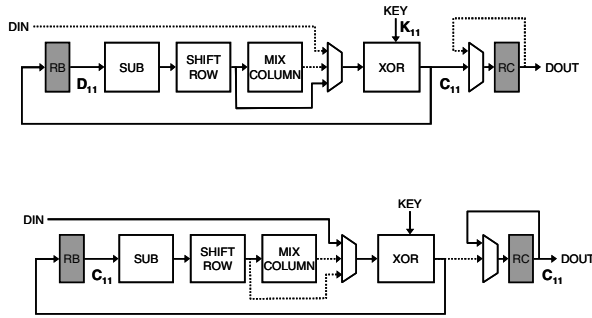 DIN
KEY
K11
RB
D11
SUB
SHIFT
ROW
MIX
COLUMN
XOR
C11
RC
DOUT
DIN
KEY
RB
C11
SUB
SHIFT
ROW
MIX
COLUMN
XOR
RC
C11
DOUT